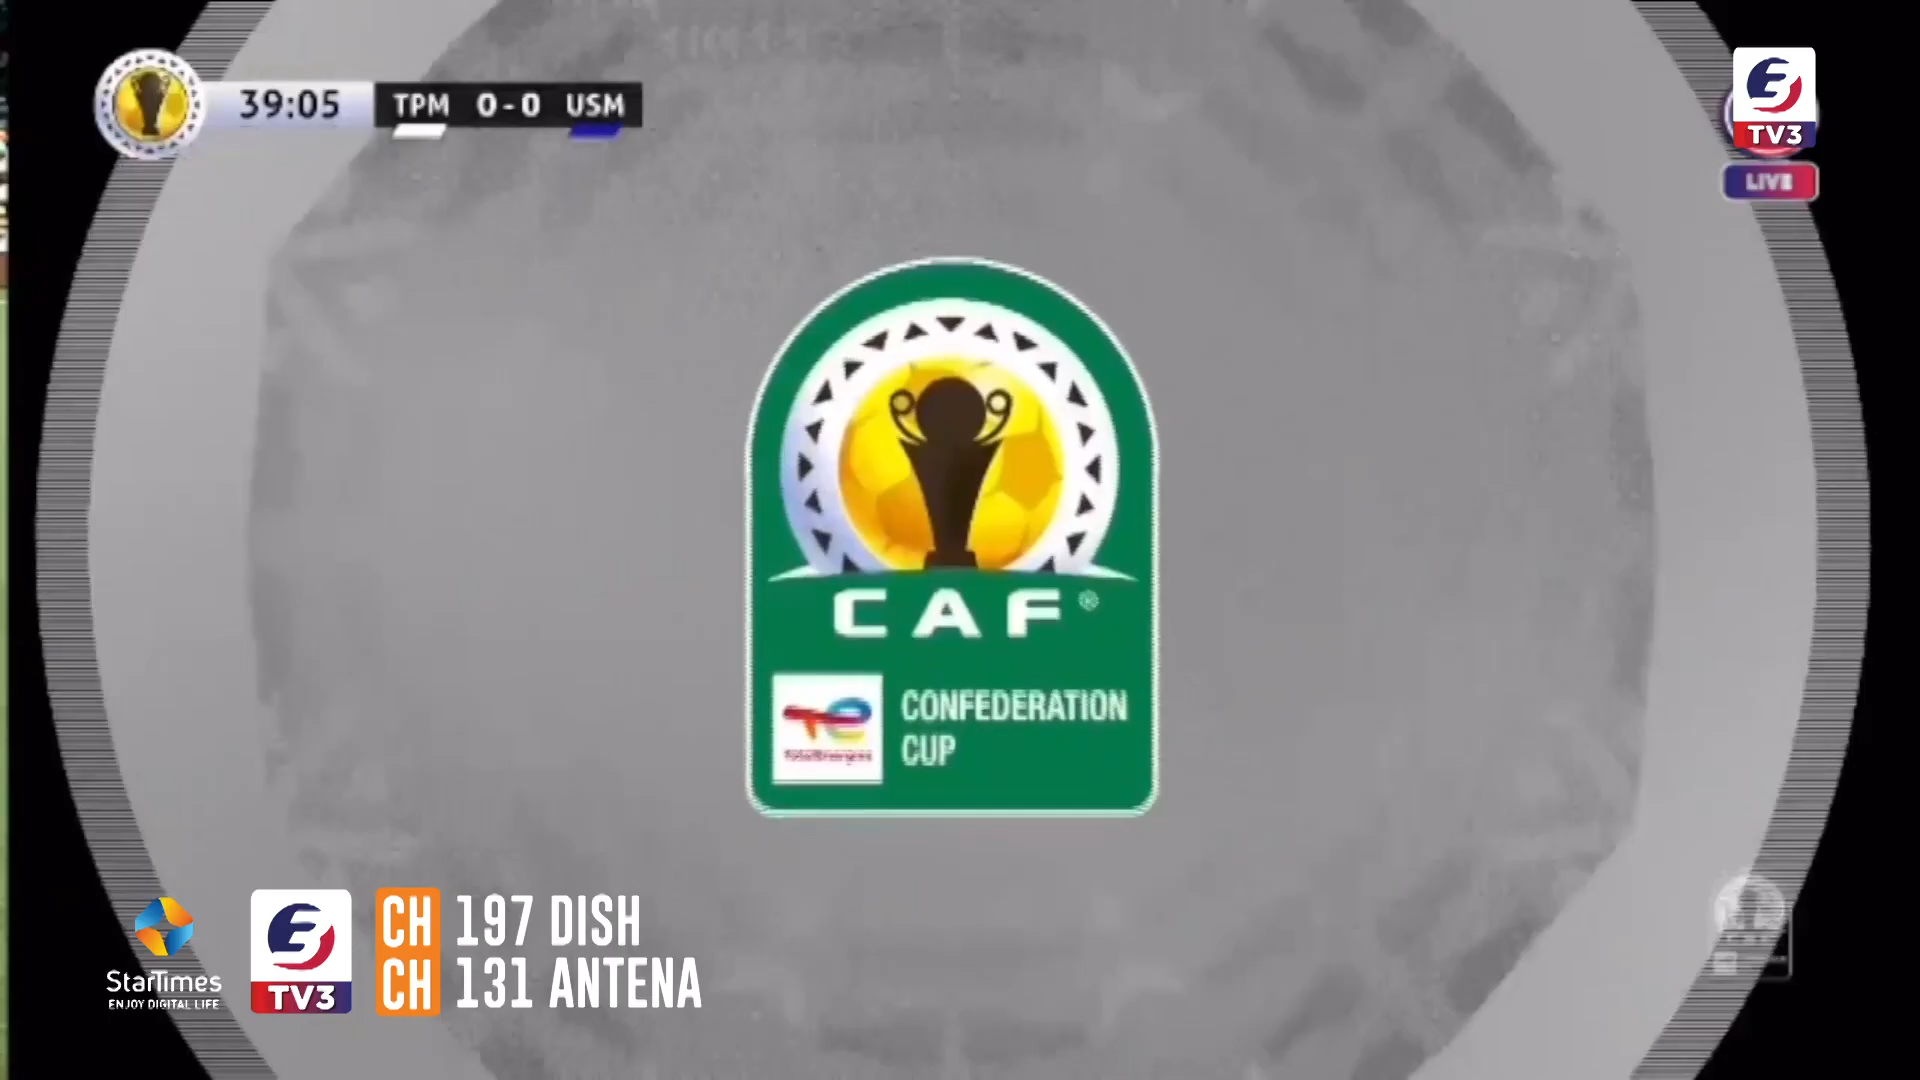 39:05 TPM 0-0 USM
TV3
LIVE
CAF®
TotalEnergies
CONFEDERATION
CUP
StarTimes
ENJOY DIGITAL LIFE
TV3
CH 197 DISH
CH 131 ANTENA